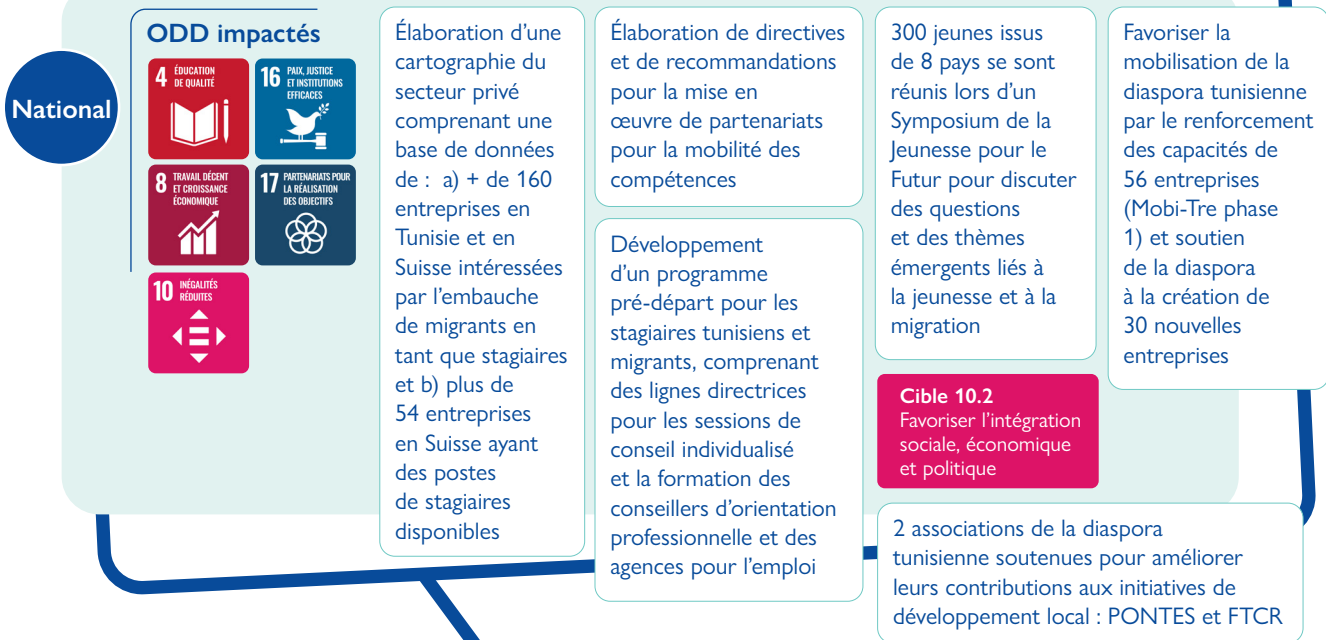 National
ODD impactés
4 ÉDUCATION
DE QUALITÉ
16 PAIX, JUSTICE
ET INSTITUTIONS
EFFICACES
8 TRAVAIL DÉCENT
ET CROISSANCE
ÉCONOMIQUE
17 PARTENARIATS POUR
LA RÉALISATION
DES OBJECTIFS
10 INÉGALITÉS
RÉDUITES
Élaboration d’une
cartographie du
secteur privé
comprenant une
base de données
de : a) + de 160
entreprises en
Tunisie et en
Suisse intéressées
par l’embauche
de migrants en
tant que stagiaires
et b) plus de
54 entreprises
en Suisse ayant
des postes
de stagiaires
disponibles
Élaboration de directives
et de recommandations
pour la mise en
œuvre de partenariats
pour la mobilité des
compétences
Développement
d’un programme
pré-départ pour les
stagiaires tunisiens et
migrants, comprenant
des lignes directrices
pour les sessions de
conseil individualisé
et la formation des
conseillers d’orientation
professionnelle et des
agences pour l’emploi
300 jeunes issus
de 8 pays se sont
réunis lors d’un
Symposium de la
Jeunesse pour le
Futur pour discuter
des questions
et des thèmes
émergents liés à
la jeunesse et à la
migration
Cible 10.2
Favoriser l’intégration
sociale, économique
et politique
Favoriser la
mobilisation de la
diaspora tunisienne
par le renforcement
des capacités de
56 entreprises
(Mobi-Tre phase
1) et soutien
de la diaspora
à la création de
30 nouvelles
entreprises
2 associations de la diaspora
tunisienne soutenues pour améliorer
leurs contributions aux initiatives de
développement local : PONTES et FTCR